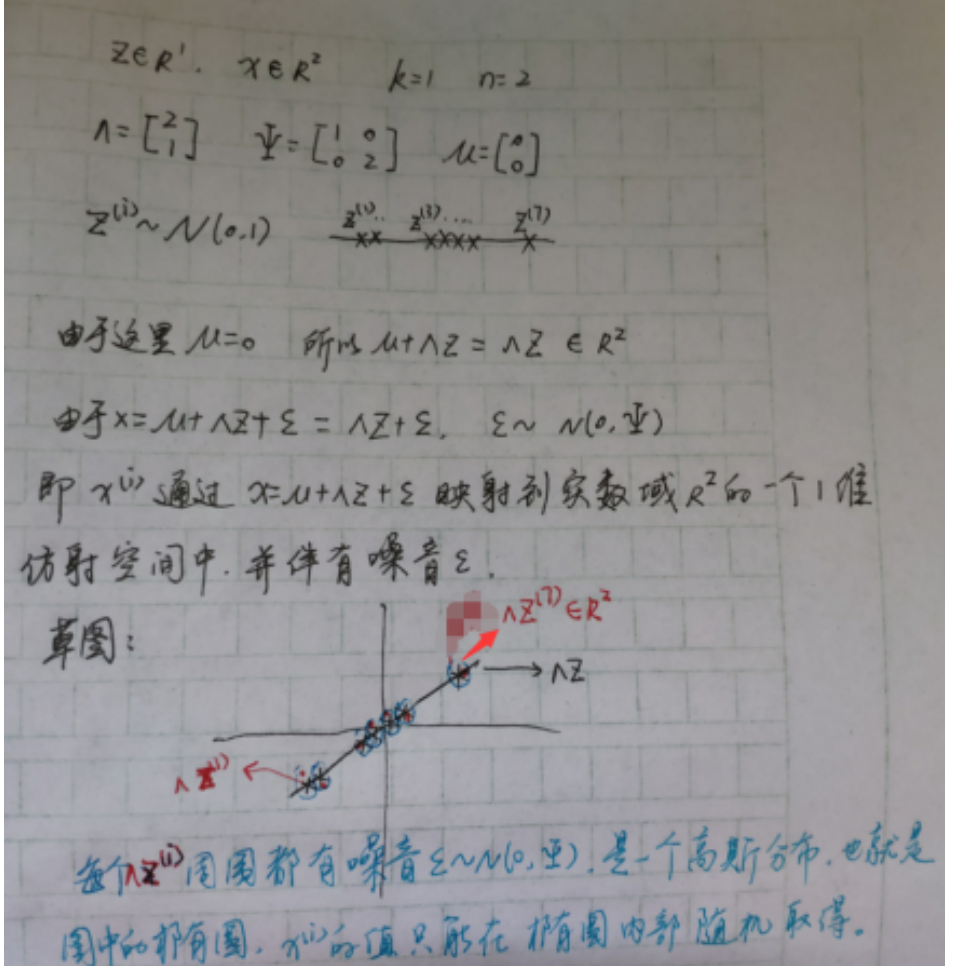 z∈R¹. x∈R² k=1 n=2
Λ=[2 1] Ψ=[1 0 0 2] μ=[0 0]
z⁽ⁱ⁾~N(0,1) z⁽¹⁾.. z⁽³⁾.... z⁽⁷⁾
由于这里 μ=0 所以 μ+Λz = Λz ∈ R²
由于x=μ+Λz+ε = Λz+ε, ε~ N(0,Ψ)
即 x⁽ⁱ⁾ 通过 x=μ+Λz+ε 映射到实数域R²的一个1维
仿射空间中.并伴有噪音ε.
草图:
Λz⁽⁷⁾∈R²
Λz
Λz⁽¹⁾
每个Λz⁽ⁱ⁾周围都有噪音ε~N(0,Ψ).是一个高斯分布.也就是
图中的椭圆圈.x⁽ⁱ⁾的值只能在椭圆圈内部随机取得。